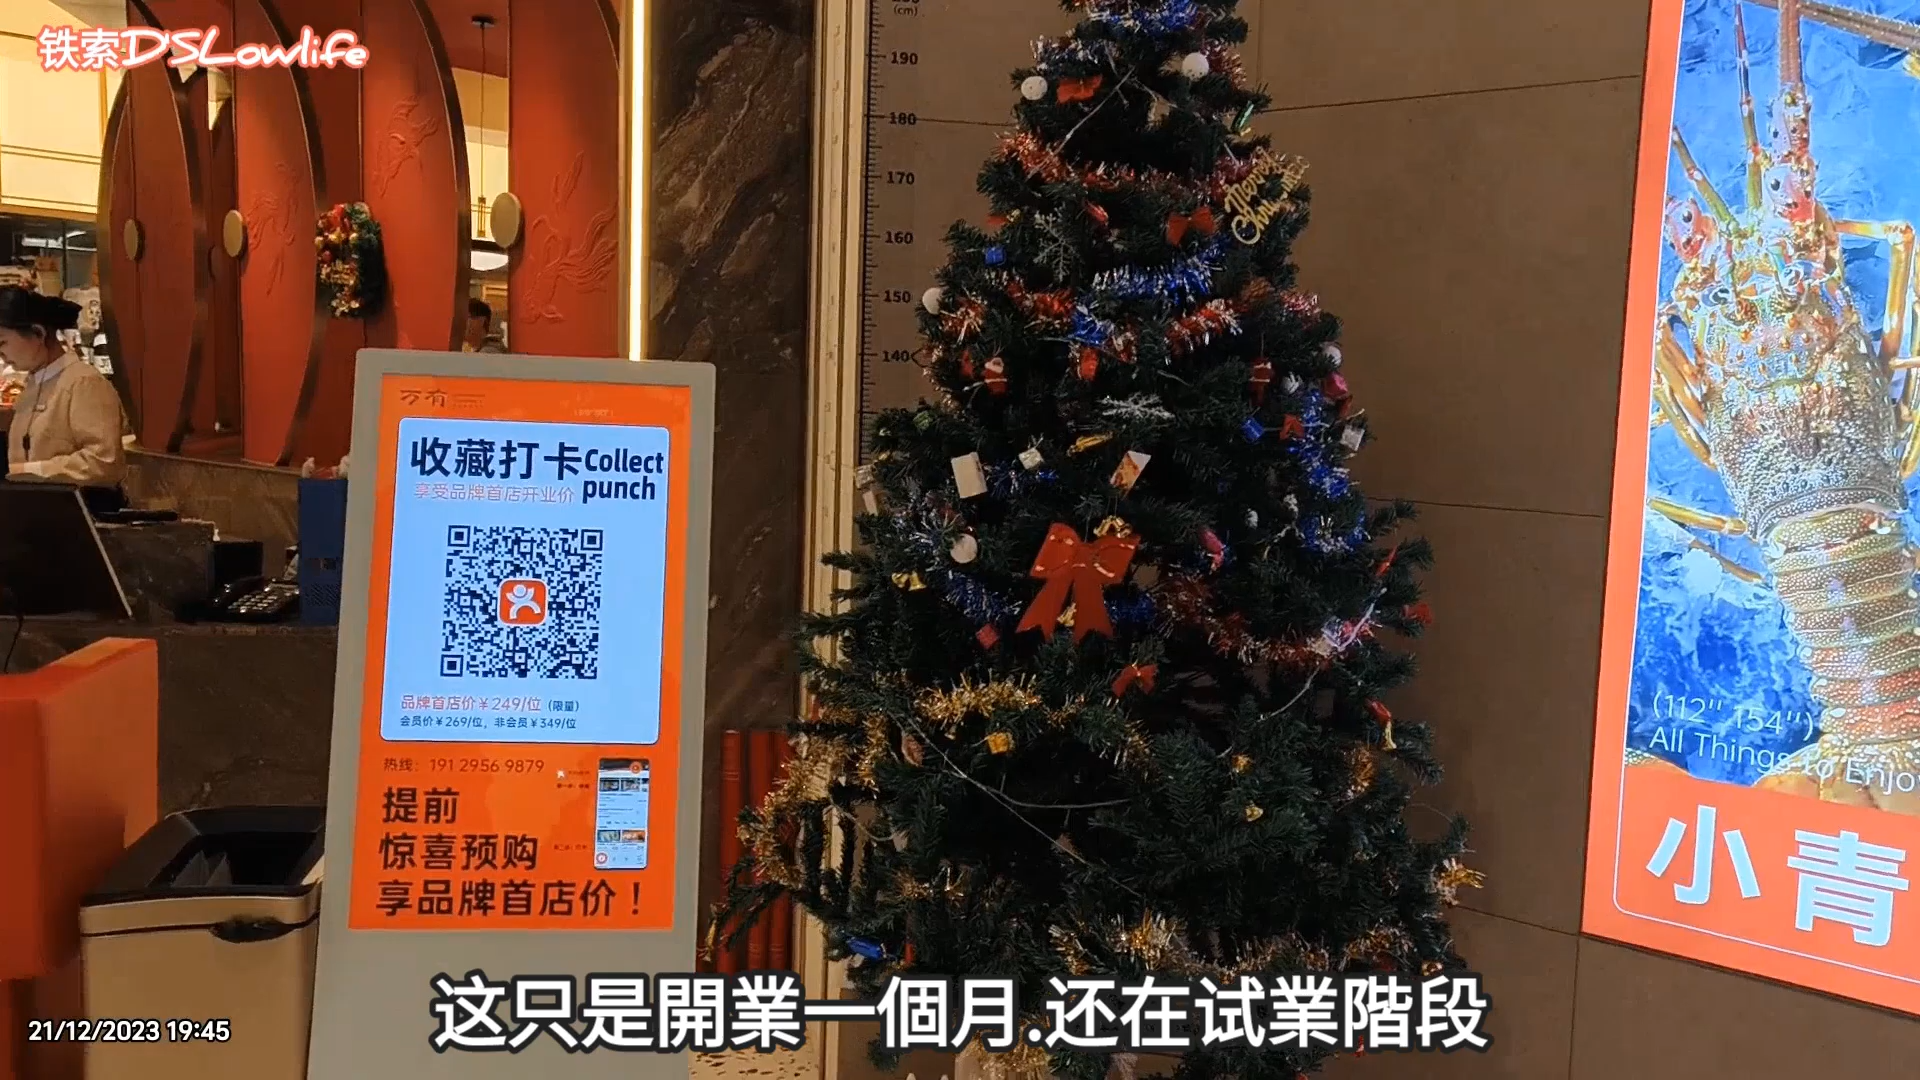 铁索DSLowlife
(cm)
190
180
170
160
150
140
Merry
万有
收藏打卡Collect
享受品牌首店开业价 punch
品牌首店价￥249/位（限量）
会员价￥269/位，非会员￥349/位
热线：191 2956 9879
提前
惊喜预购
享品牌首店价！
(112'' 154'')
All Things to Enjo
小青
这只是開業一個月.还在试業階段
21/12/2023 19:45